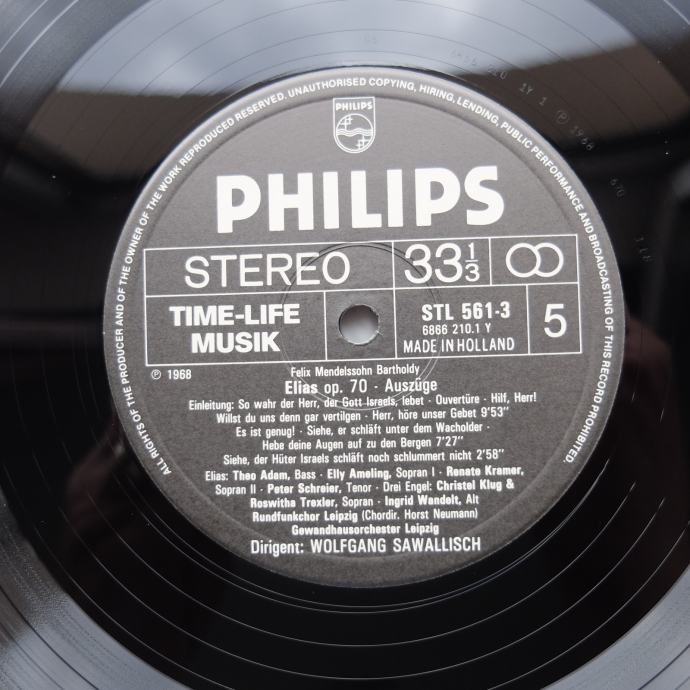 ALL RIGHTS OF THE PRODUCER AND OF THE OWNER OF THE WORK REPRODUCED RESERVED. UNAUTHORISED COPYING, HIRING, LENDING, PUBLIC PERFORMANCE AND BROADCASTING OF THIS RECORD PROHIBITED.
PHILIPS
PHILIPS
STEREO 33 1/3
TIME-LIFE MUSIK
STL 561-3
6866 210.1 Y
MADE IN HOLLAND
5
℗ 1968
Felix Mendelssohn Bartholdy
Elias op. 70 · Auszüge
Einleitung: So wahr der Herr, der Gott Israels, lebet · Ouvertüre · Hilf, Herr!
Willst du uns denn gar vertilgen · Herr, höre unser Gebet 9'53"
Es ist genug! · Siehe, er schläft unter dem Wacholder ·
Hebe deine Augen auf zu den Bergen 7'27"
Siehe, der Hüter Israels schläft noch schlummert nicht 2'58"
Elias: Theo Adam, Bass · Elly Ameling, Sopran I · Renate Kramer,
Sopran II · Peter Schreier, Tenor · Drei Engel: Christel Klug &
Roswitha Trexler, Sopran · Ingrid Wandelt, Alt
Rundfunkchor Leipzig (Chordir. Horst Neumann)
Gewandhausorchester Leipzig
Dirigent: WOLFGANG SAWALLISCH
1Y 1 ℗ 1968
670